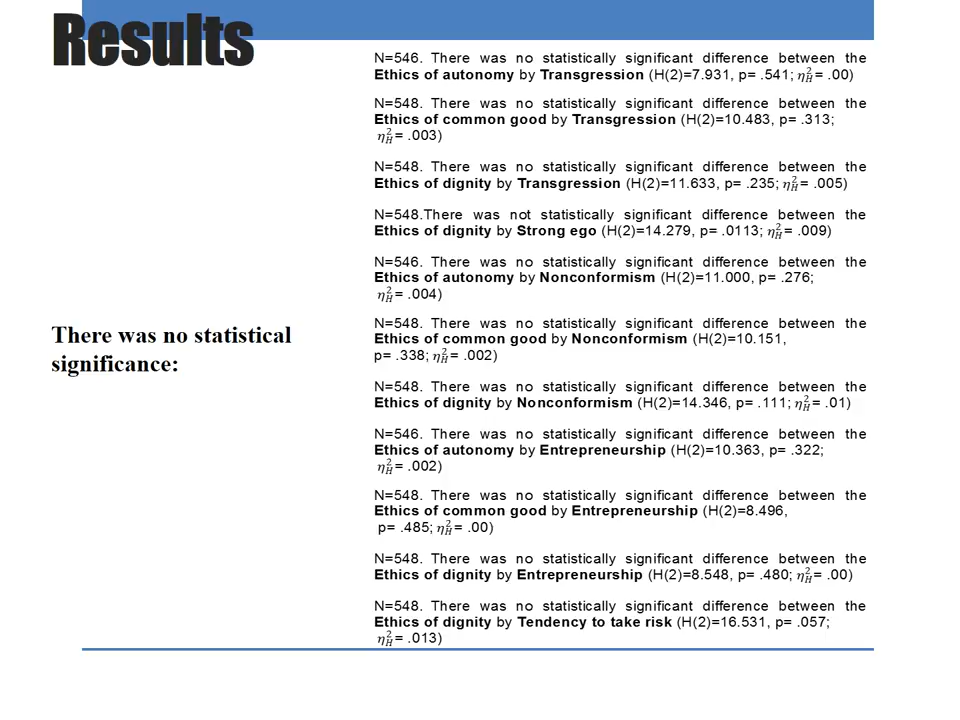 Results
N=546. There was no statistically significant difference between the
Ethics of autonomy by Transgression (H(2)=7.931, p= .541; η²H= .00)
N=548. There was no statistically significant difference between the
Ethics of common good by Transgression (H(2)=10.483, p= .313;
η²H= .003)
N=548. There was no statistically significant difference between the
Ethics of dignity by Transgression (H(2)=11.633, p= .235; η²H= .005)
N=548.There was not statistically significant difference between the
Ethics of dignity by Strong ego (H(2)=14.279, p= .0113; η²H= .009)
N=546. There was no statistically significant difference between the
Ethics of autonomy by Nonconformism (H(2)=11.000, p= .276;
η²H= .004)
N=548. There was no statistically significant difference between the
Ethics of common good by Nonconformism (H(2)=10.151,
p= .338; η²H= .002)
N=548. There was no statistically significant difference between the
Ethics of dignity by Nonconformism (H(2)=14.346, p= .111; η²H= .01)
N=546. There was no statistically significant difference between the
Ethics of autonomy by Entrepreneurship (H(2)=10.363, p= .322;
η²H= .002)
N=548. There was no statistically significant difference between the
Ethics of common good by Entrepreneurship (H(2)=8.496,
p= .485; η²H= .00)
N=548. There was no statistically significant difference between the
Ethics of dignity by Entrepreneurship (H(2)=8.548, p= .480; η²H= .00)
N=548. There was no statistically significant difference between the
Ethics of dignity by Tendency to take risk (H(2)=16.531, p= .057;
η²H= .013)
There was no statistical
significance: